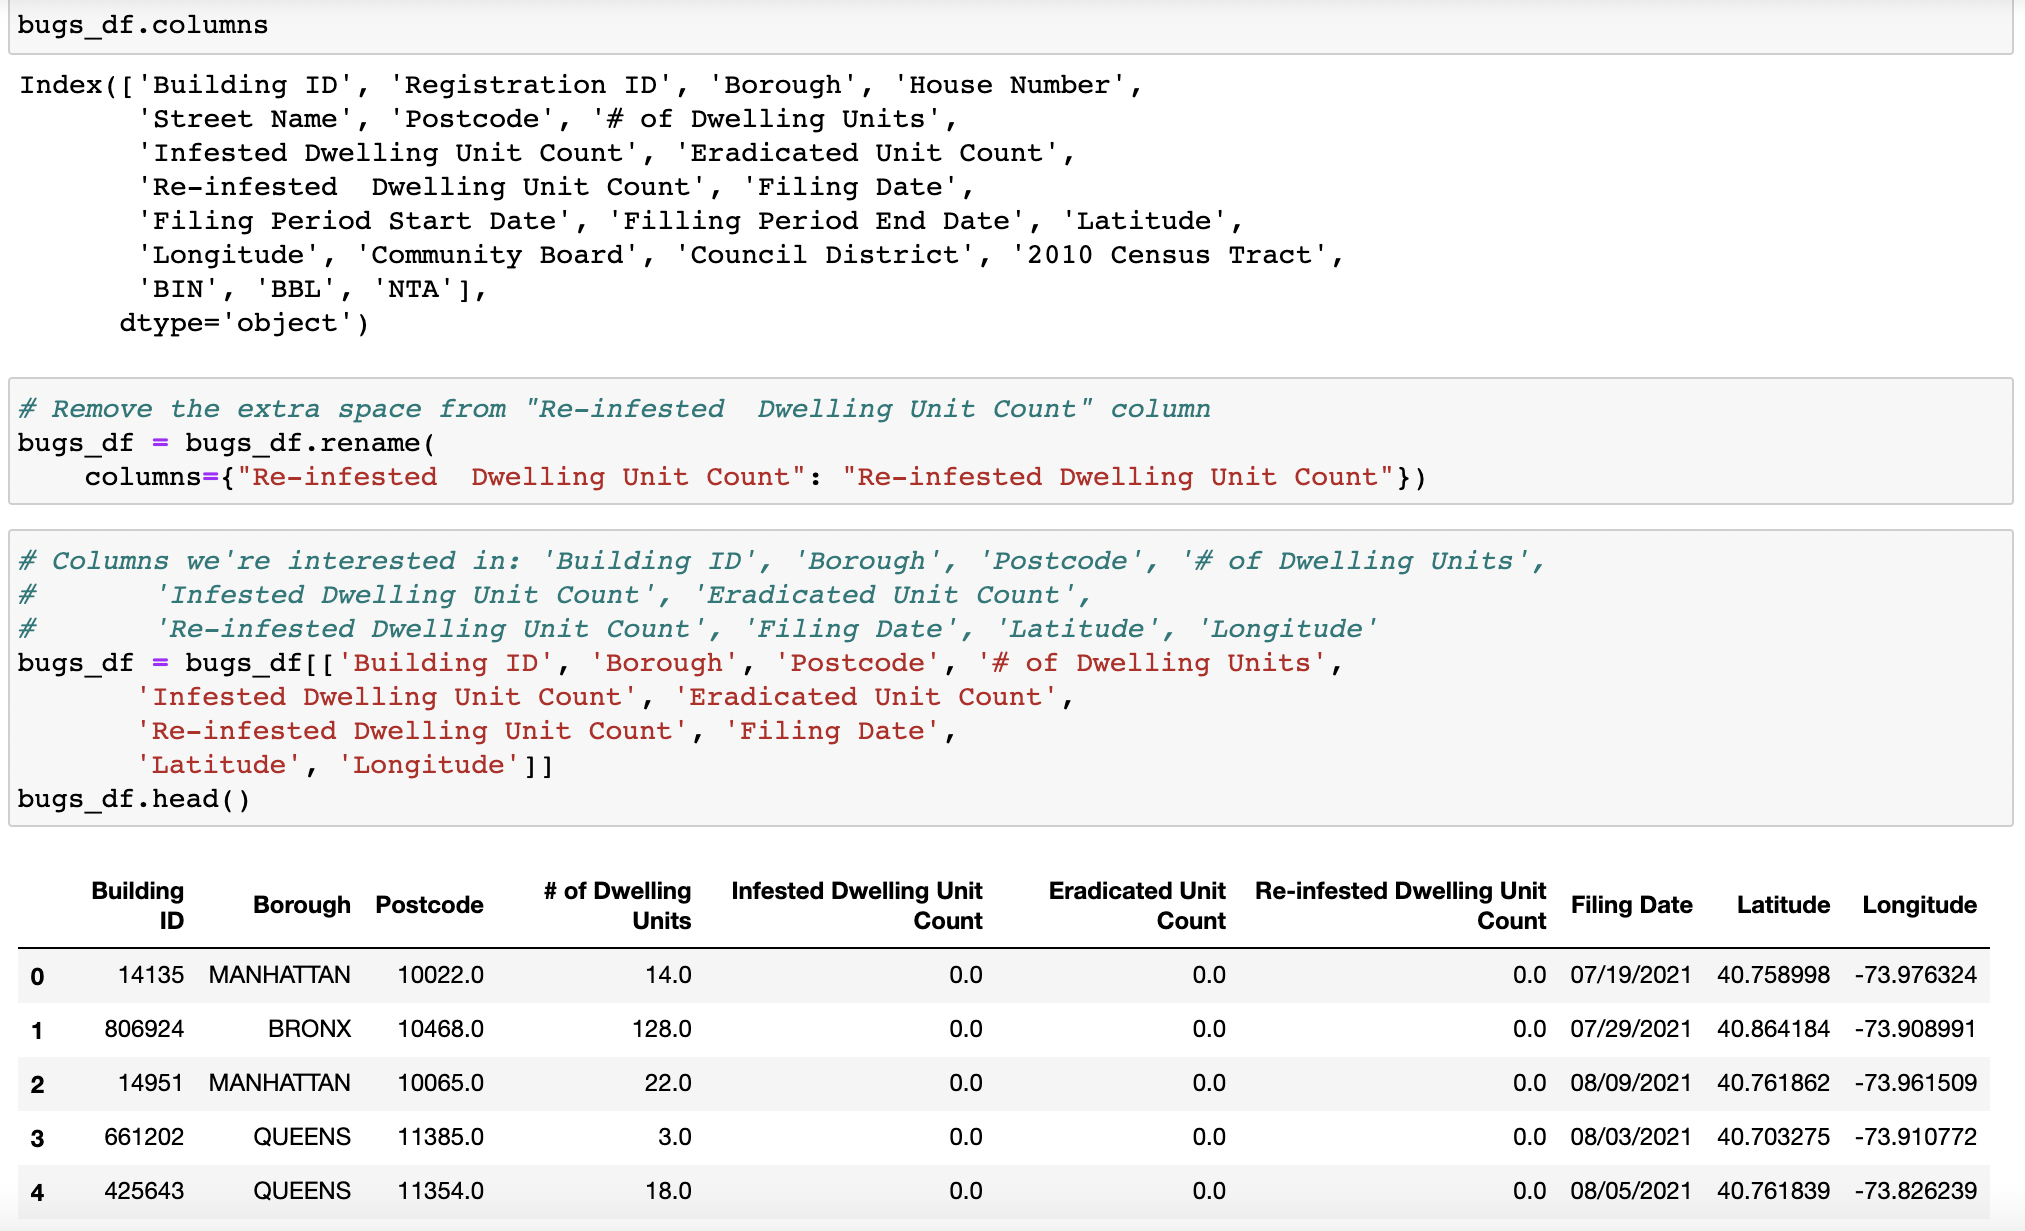 bugs_df.columns
Index(['Building ID', 'Registration ID', 'Borough', 'House Number',
       'Street Name', 'Postcode', '# of Dwelling Units',
       'Infested Dwelling Unit Count', 'Eradicated Unit Count',
       'Re-infested  Dwelling Unit Count', 'Filing Date',
       'Filing Period Start Date', 'Filling Period End Date', 'Latitude',
       'Longitude', 'Community Board', 'Council District', '2010 Census Tract',
       'BIN', 'BBL', 'NTA'],
      dtype='object')
# Remove the extra space from "Re-infested  Dwelling Unit Count" column
bugs_df = bugs_df.rename(
    columns={"Re-infested  Dwelling Unit Count": "Re-infested Dwelling Unit Count"})
# Columns we're interested in: 'Building ID', 'Borough', 'Postcode', '# of Dwelling Units',
#       'Infested Dwelling Unit Count', 'Eradicated Unit Count',
#       'Re-infested Dwelling Unit Count', 'Filing Date', 'Latitude', 'Longitude'
bugs_df = bugs_df[['Building ID', 'Borough', 'Postcode', '# of Dwelling Units',
       'Infested Dwelling Unit Count', 'Eradicated Unit Count',
       'Re-infested Dwelling Unit Count', 'Filing Date',
       'Latitude', 'Longitude']]
bugs_df.head()
Building ID Borough Postcode # of Dwelling Units Infested Dwelling Unit Count Eradicated Unit Count Re-infested Dwelling Unit Count Filing Date Latitude Longitude
0 14135 MANHATTAN 10022.0 14.0 0.0 0.0 0.0 07/19/2021 40.758998 -73.976324
1 806924 BRONX 10468.0 128.0 0.0 0.0 0.0 07/29/2021 40.864184 -73.908991
2 14951 MANHATTAN 10065.0 22.0 0.0 0.0 0.0 08/09/2021 40.761862 -73.961509
3 661202 QUEENS 11385.0 3.0 0.0 0.0 0.0 08/03/2021 40.703275 -73.910772
4 425643 QUEENS 11354.0 18.0 0.0 0.0 0.0 08/05/2021 40.761839 -73.826239